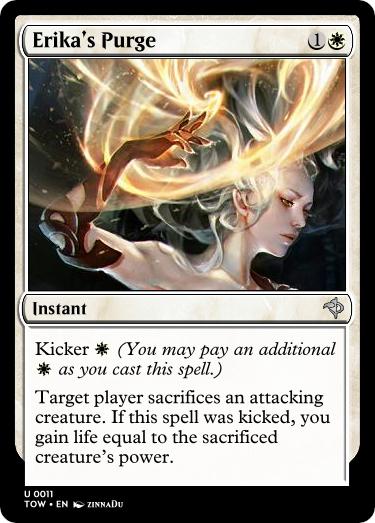 Erika's Purge 1
Instant
Kicker (You may pay an additional
as you cast this spell.)
Target player sacrifices an attacking
creature. If this spell was kicked, you
gain life equal to the sacrificed
creature's power.
U 0011
TOW • EN ZINNADU